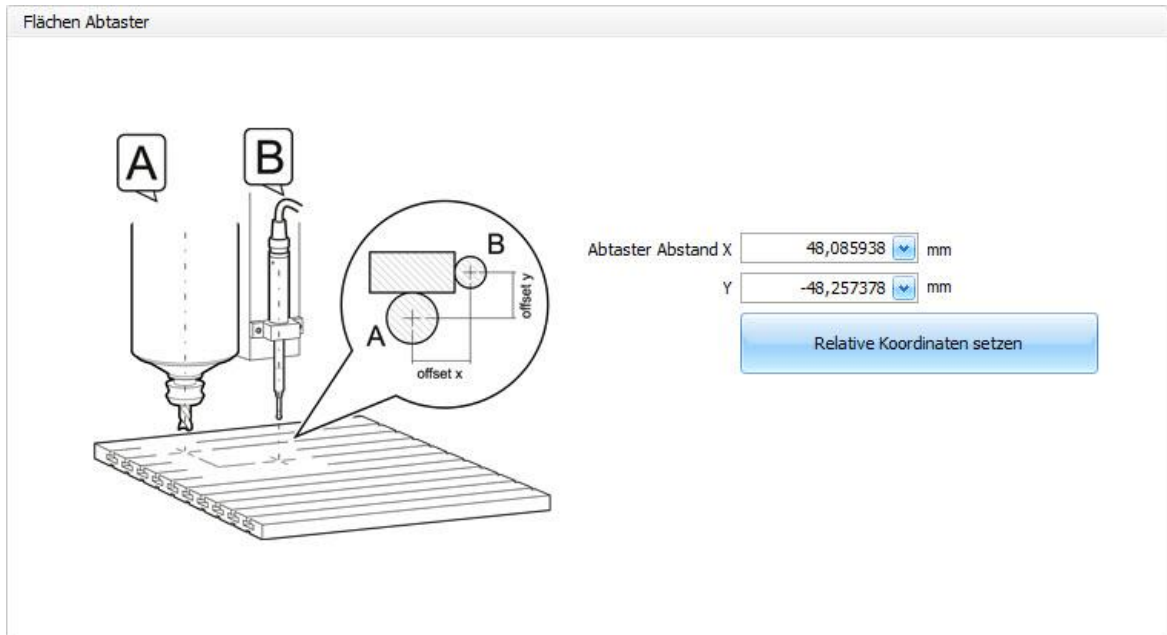 Flächen Abtaster
A
B
B
A
offset y
offset x
Abtaster Abstand X 48,085938 mm
Y -48,257378 mm
Relative Koordinaten setzen